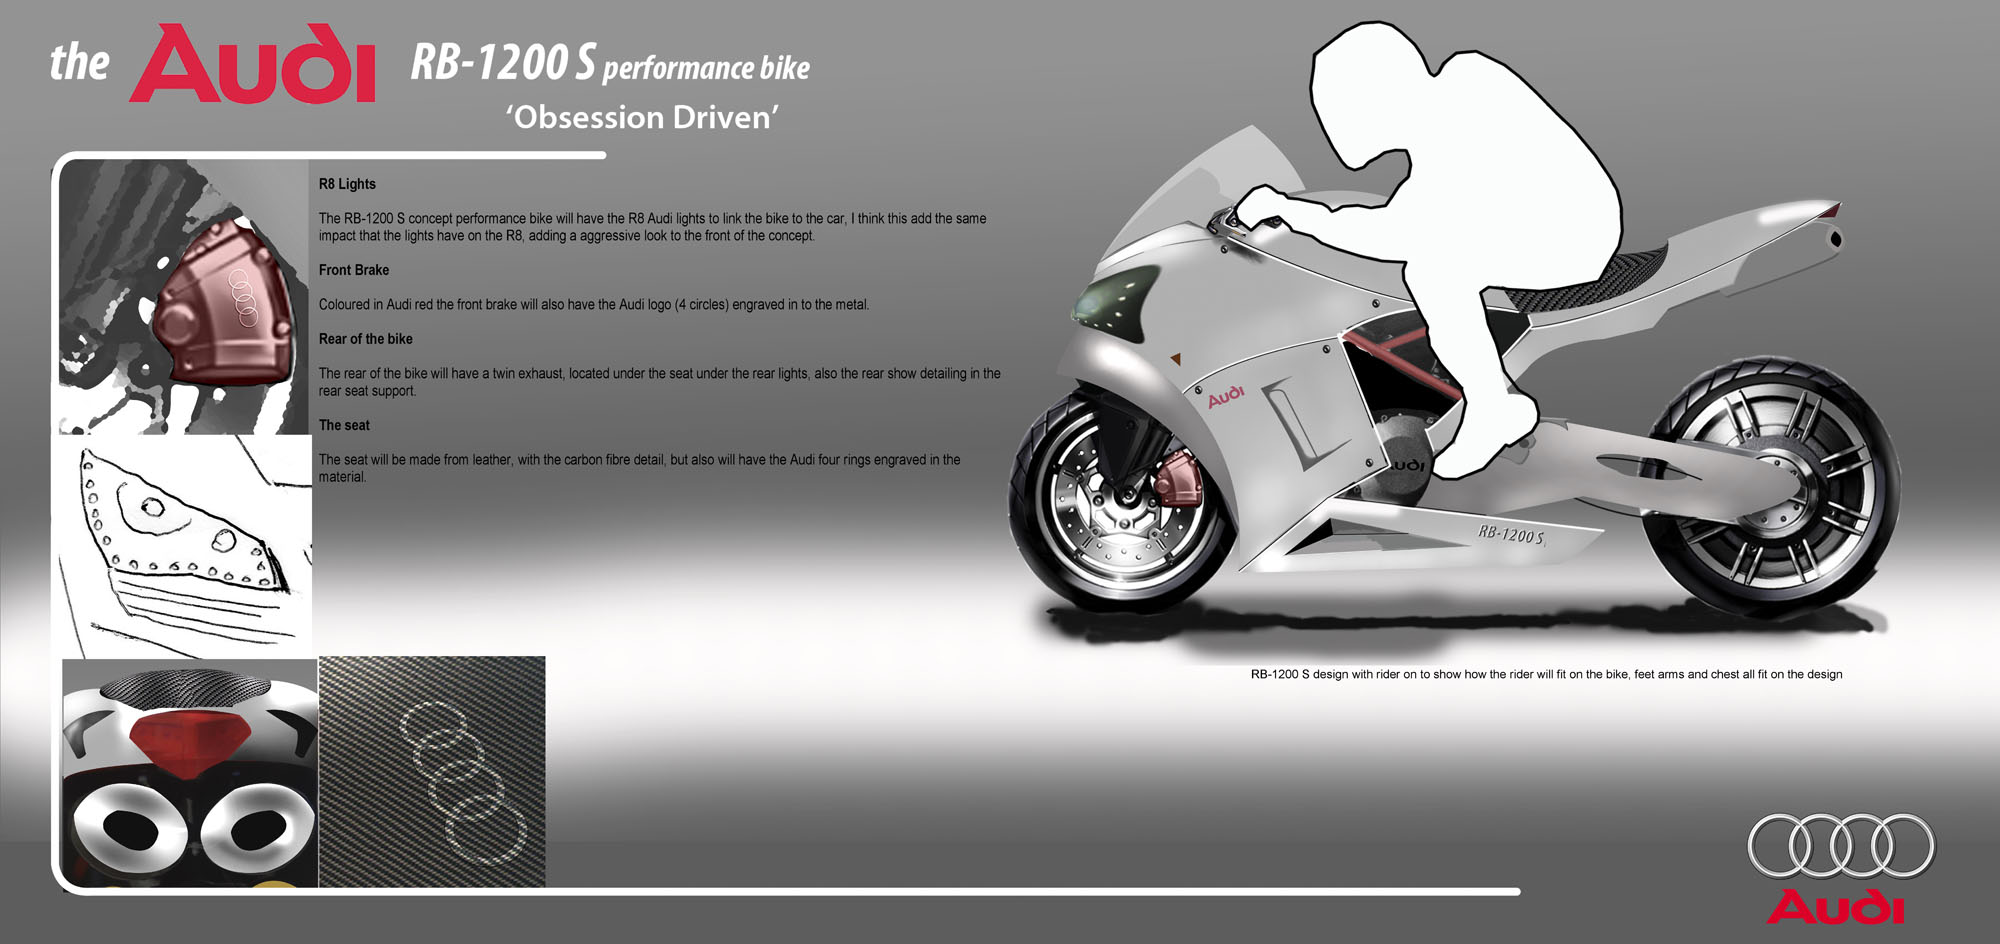 the Audi RB-1200 S performance bike
‘Obsession Driven’
R8 Lights
The RB-1200 S concept performance bike will have the R8 Audi lights to link the bike to the car, I think this add the same
impact that the lights have on the R8, adding a aggressive look to the front of the concept.
Front Brake
Coloured in Audi red the front brake will also have the Audi logo (4 circles) engraved in to the metal.
Rear of the bike
The rear of the bike will have a twin exhaust, located under the seat under the rear lights, also the rear show detailing in the
rear seat support.
The seat
The seat will be made from leather, with the carbon fibre detail, but also will have the Audi four rings engraved in the
material.
Audi
AUDI
RB-1200 S
RB-1200 S design with rider on to show how the rider will fit on the bike, feet arms and chest all fit on the design
Audi